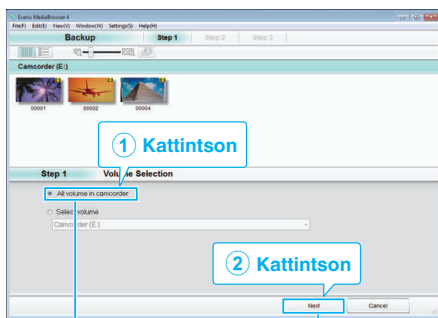 Everio MediaBrowser 4
File(F) Edit(E) View(V) Window(W) Settings(S) Help(H)
Backup Step 1 Step 2 Step 3
Camcorder (E:)
00001 00002 00004
① Kattintson
Step 1 Volume Selection
All volume in camcorder
Select volume
Camcorder (E:)
② Kattintson
Next Cancel